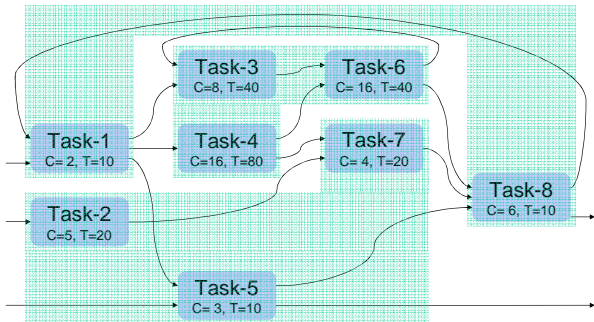 Task-3
C=8, T=40
Task-6
C= 16, T=40
Task-1
C= 2, T=10
Task-4
C=16, T=80
Task-7
C= 4, T=20
Task-8
C= 6, T=10
Task-2
C=5, T=20
Task-5
C= 3, T=10